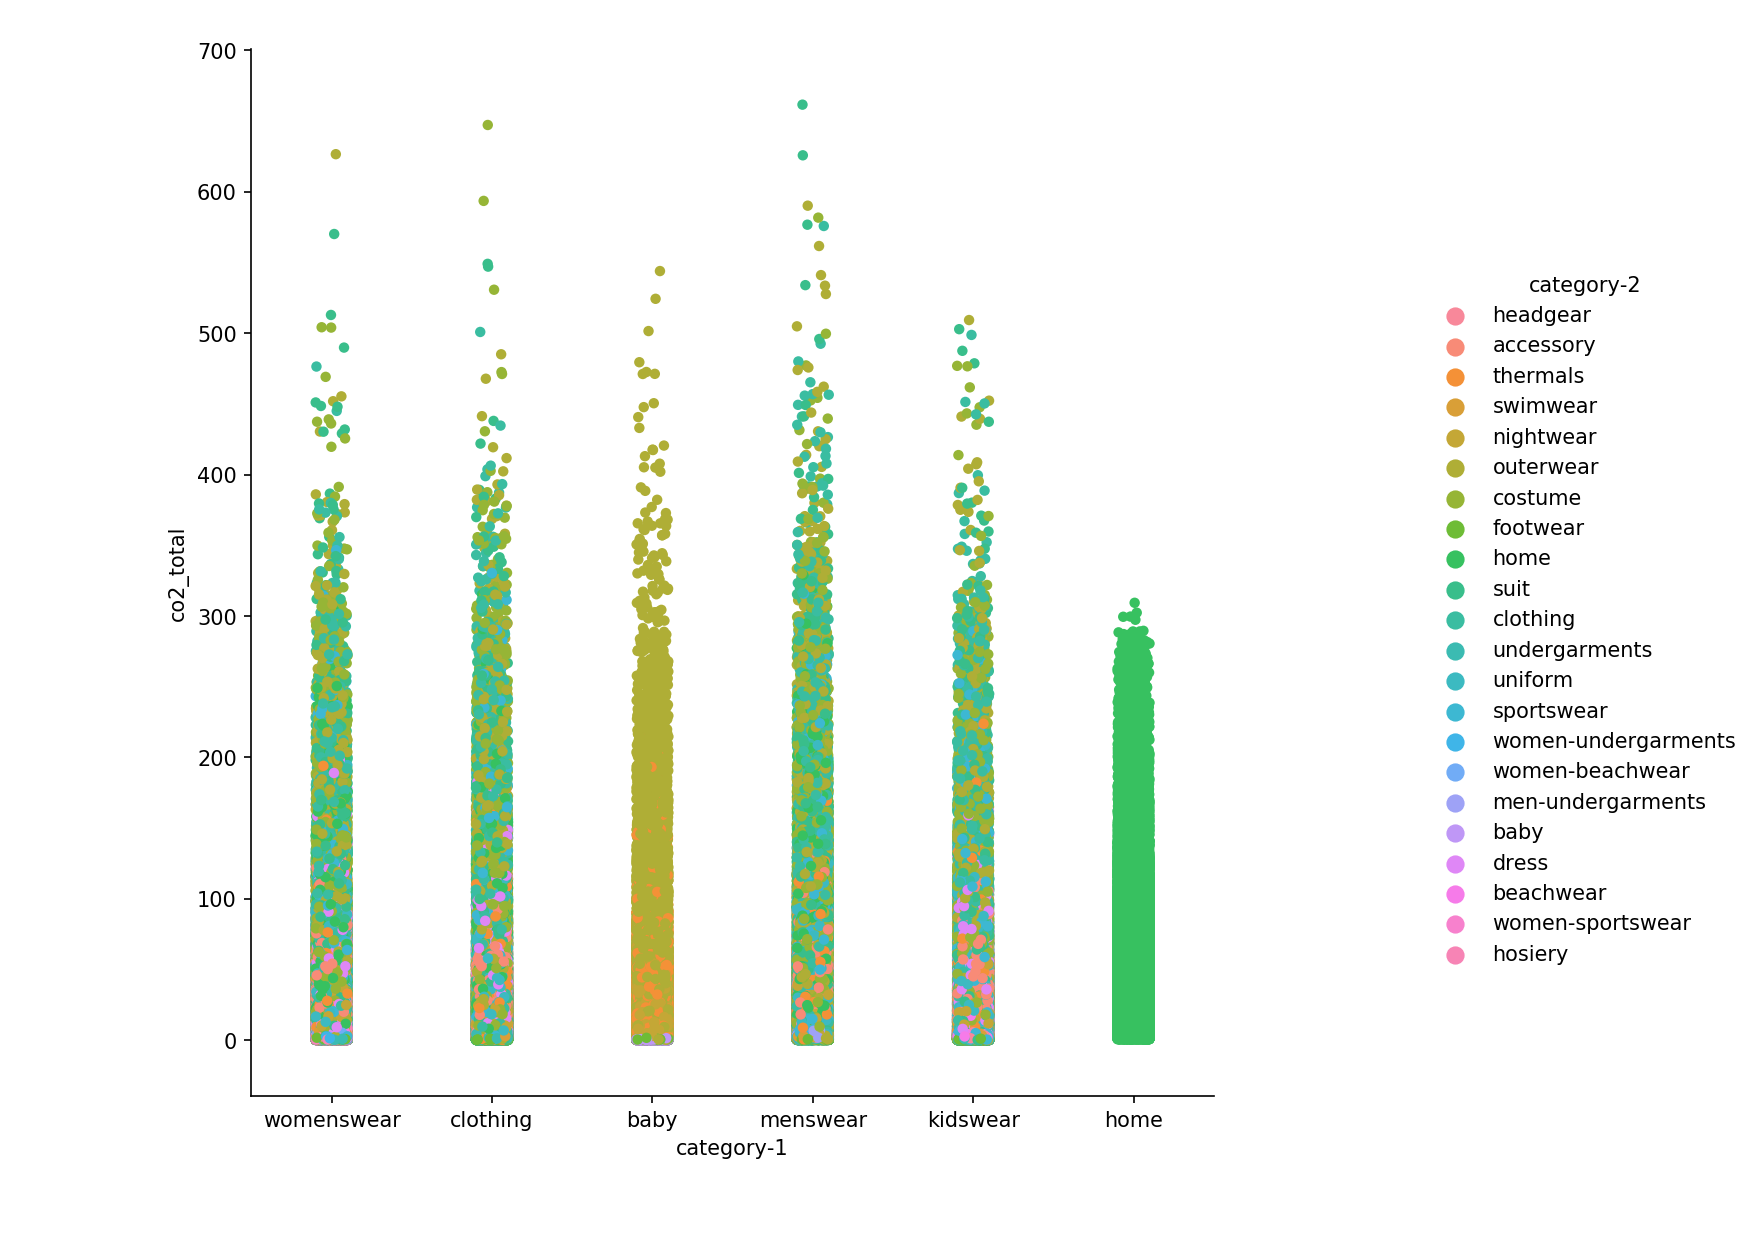 700
600
500
400
300
200
100
0
co2_total
womenswear
clothing
baby
menswear
kidswear
home
category-1
category-2
headgear
accessory
thermals
swimwear
nightwear
outerwear
costume
footwear
home
suit
clothing
undergarments
uniform
sportswear
women-undergarments
women-beachwear
men-undergarments
baby
dress
beachwear
women-sportswear
hosiery